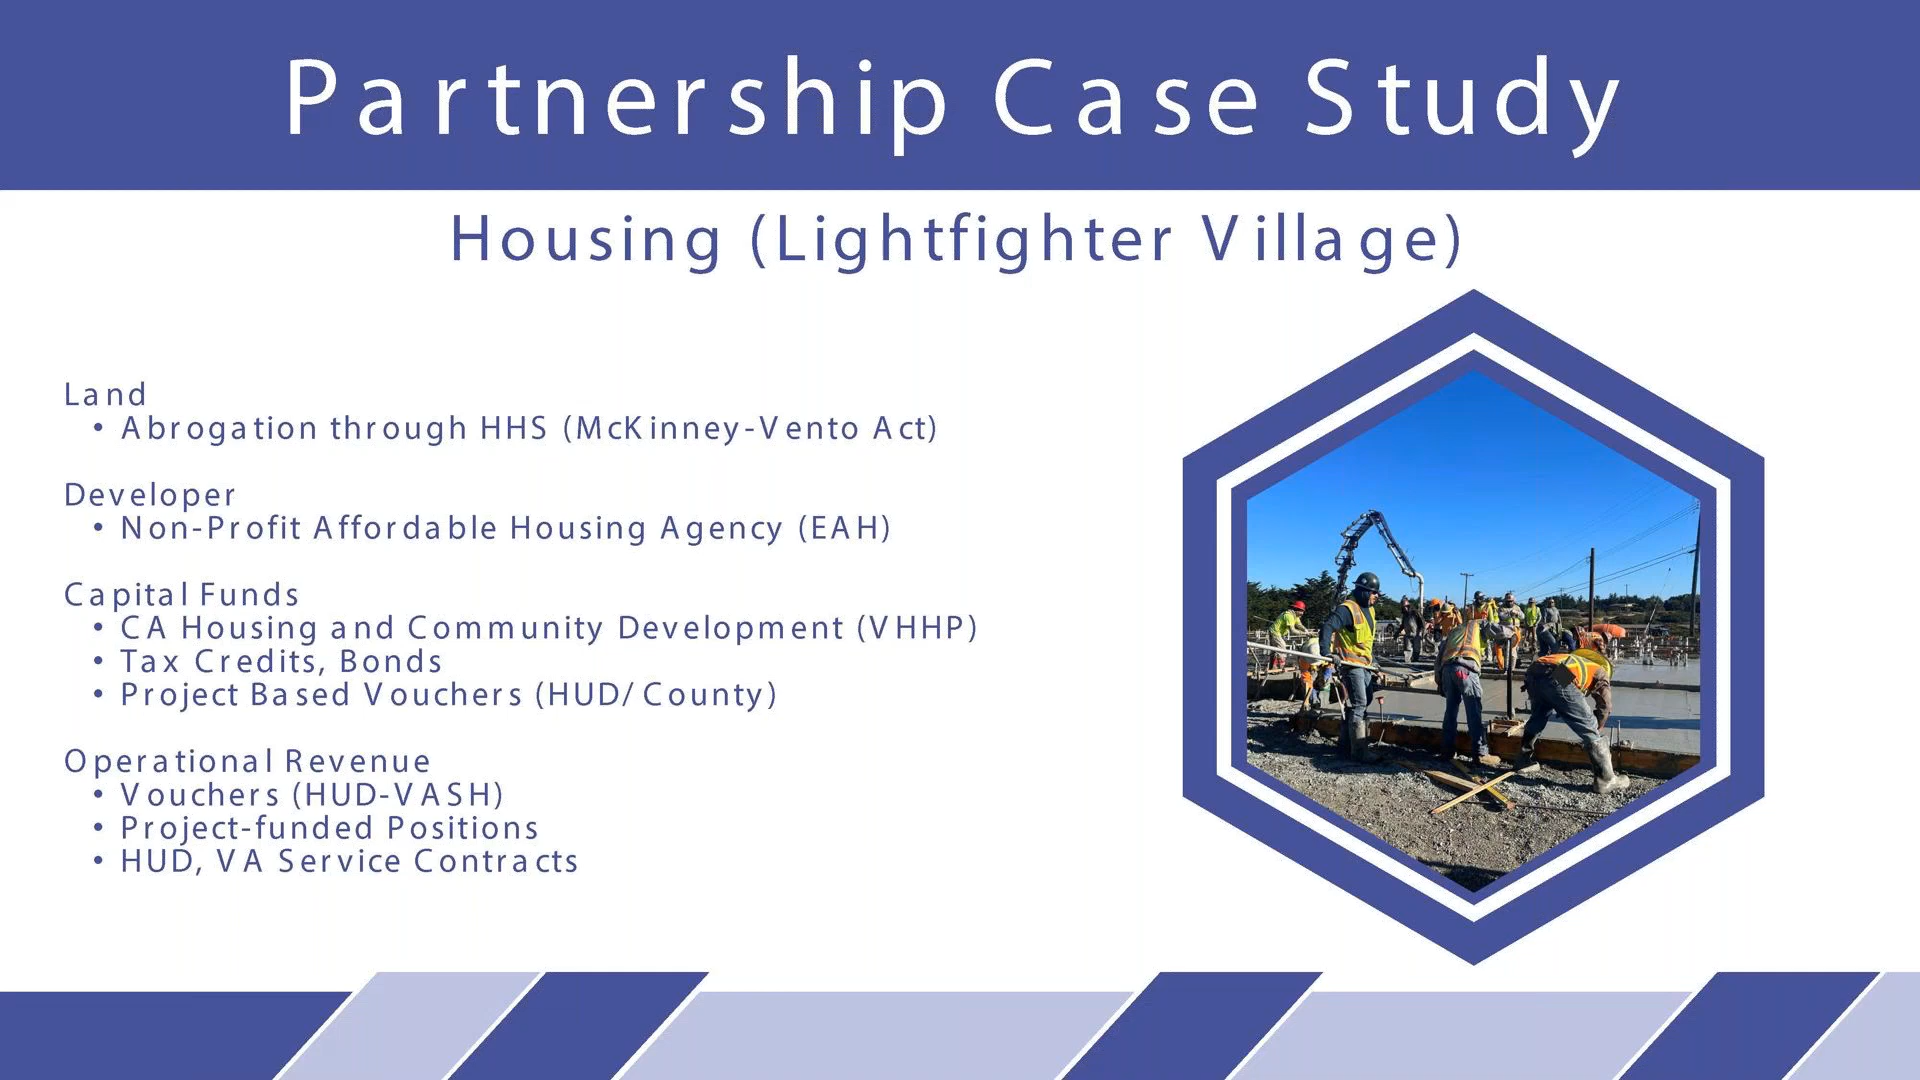 Partnership Case Study
Housing (Lightfighter Village)
Land
• Abrogation through HHS (McKinney-Vento Act)
Developer
• Non-Profit Affordable Housing Agency (EAH)
Capital Funds
• CA Housing and Community Development (VHHP)
• Tax Credits, Bonds
• Project Based Vouchers (HUD/County)
Operational Revenue
• Vouchers (HUD-VASH)
• Project-funded Positions
• HUD, VA Service Contracts